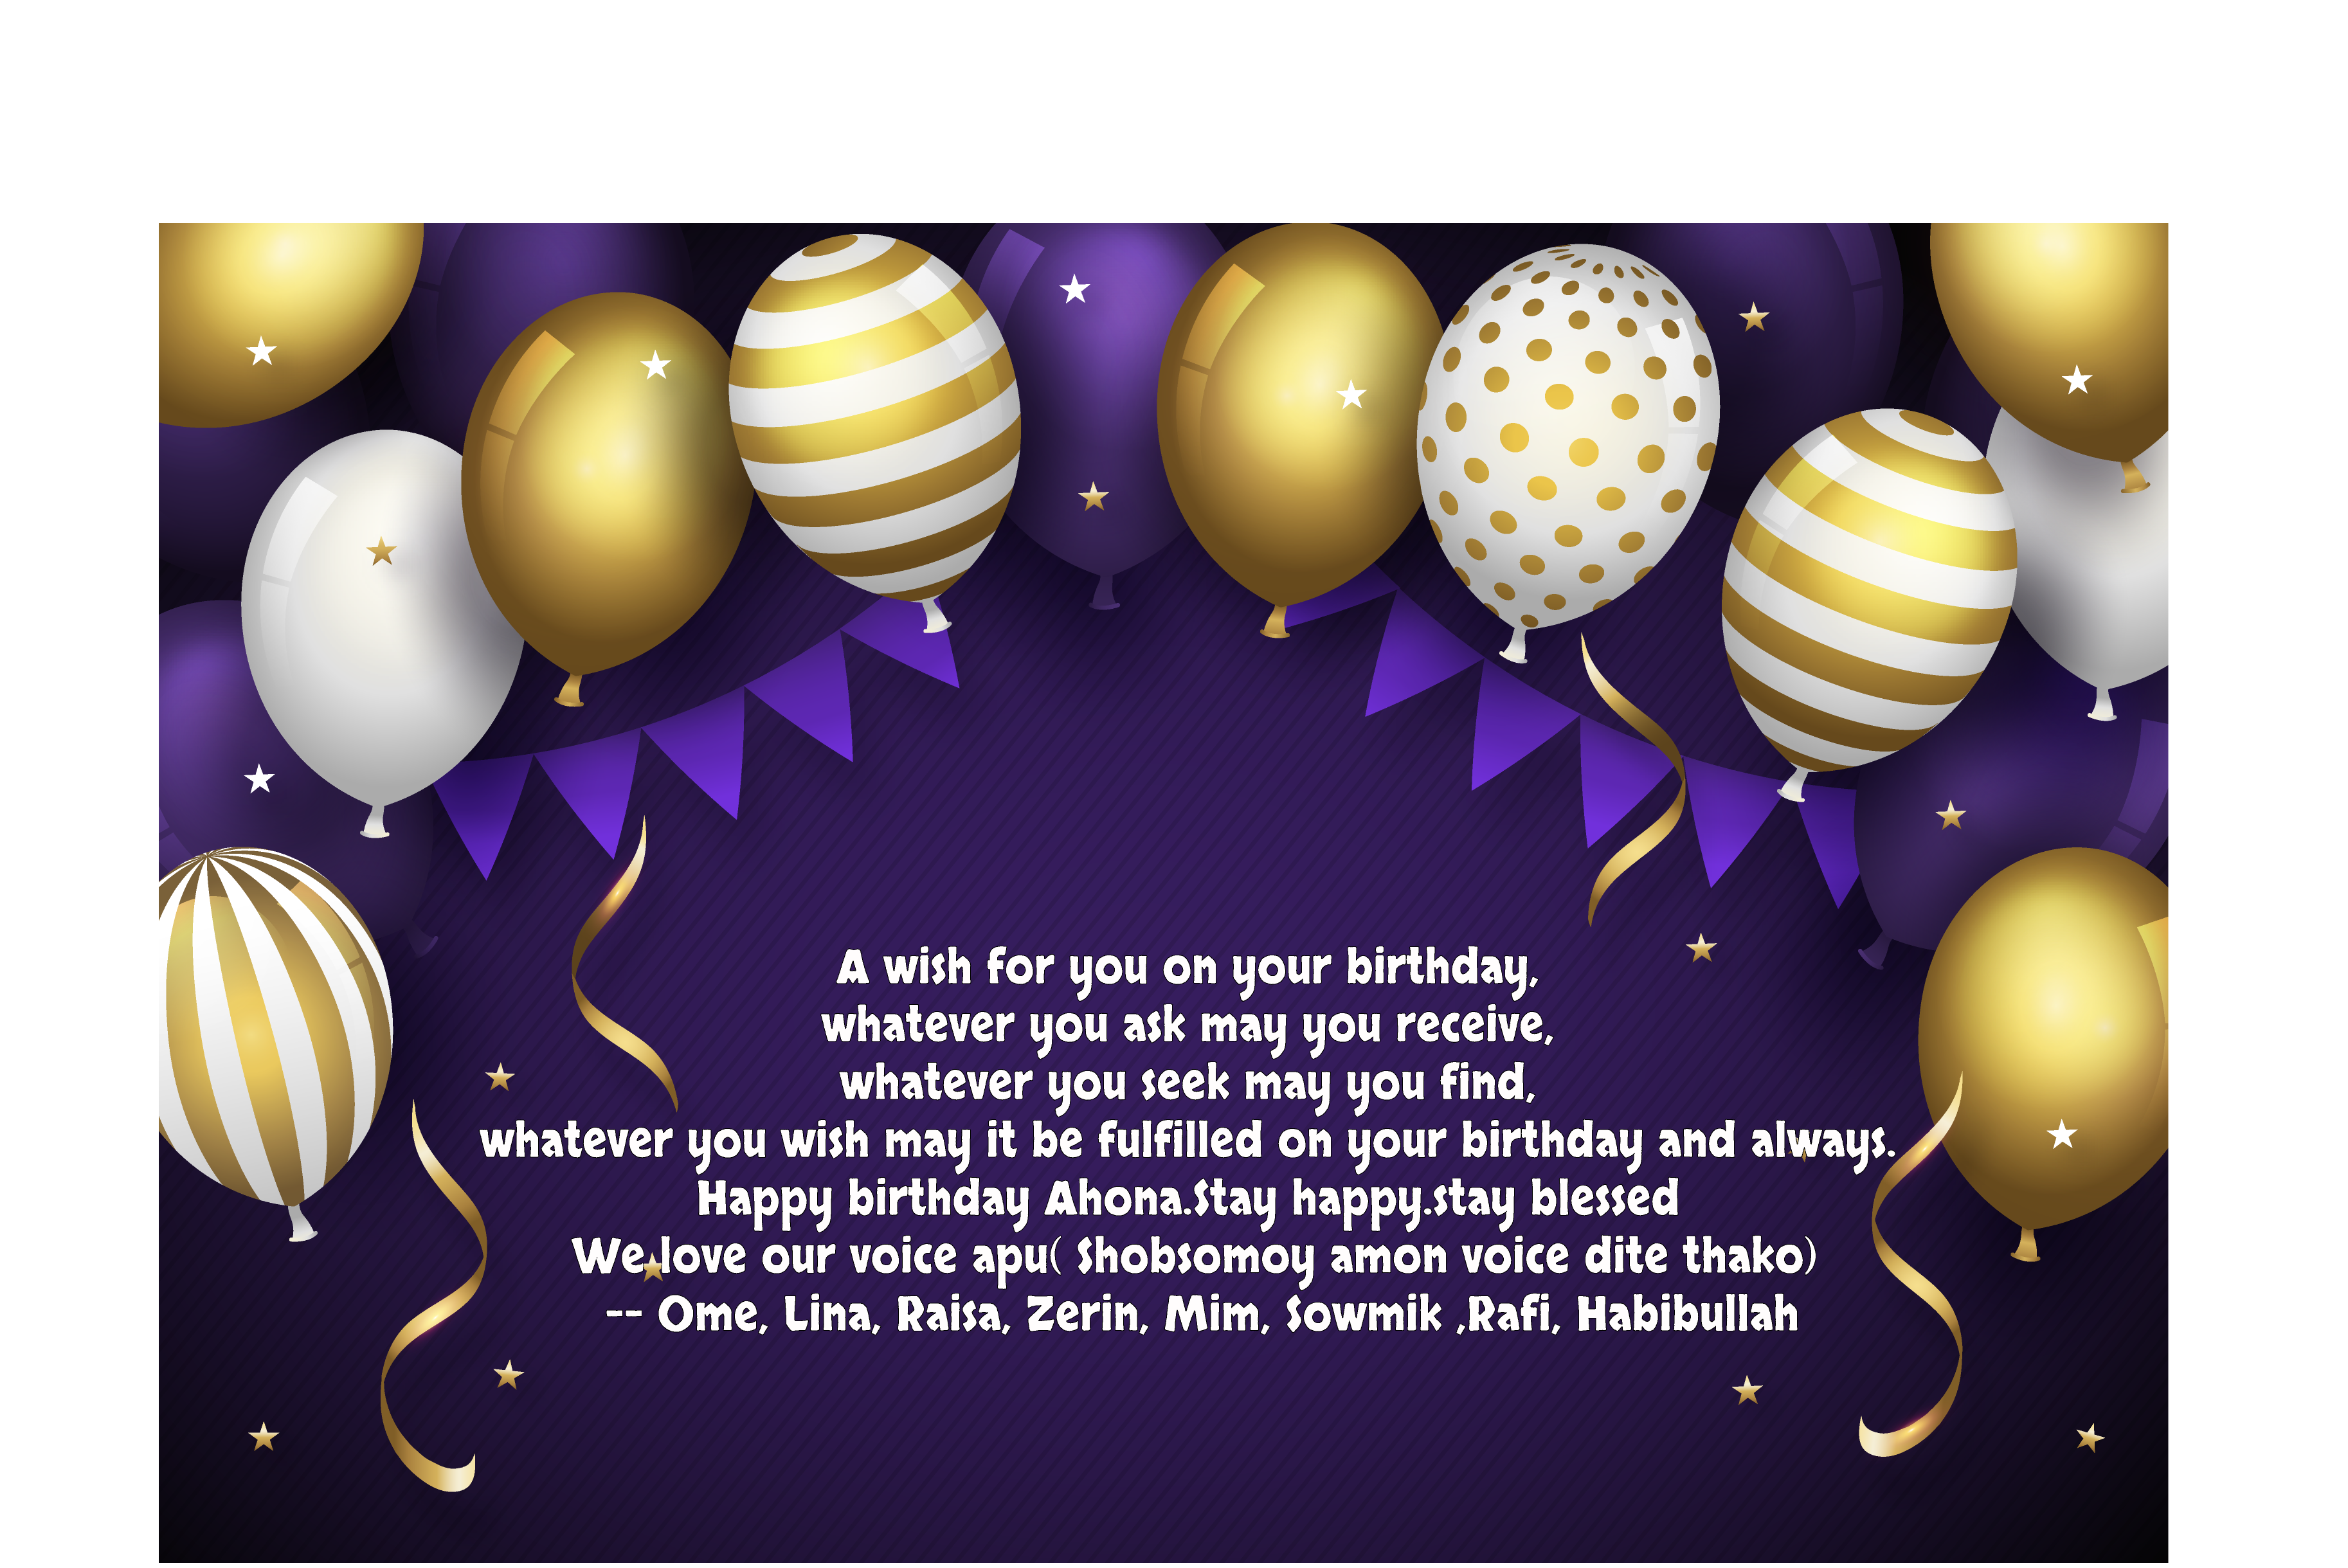 A wish for you on your birthday,
whatever you ask may you receive,
whatever you seek may you find,
whatever you wish may it be fulfilled on your birthday and always.
Happy birthday Ahona.Stay happy.stay blessed
We love our voice apu( Shobsomoy amon voice dite thako)
-- Ome, Lina, Raisa, Zerin, Mim, Sowmik ,Rafi, Habibullah